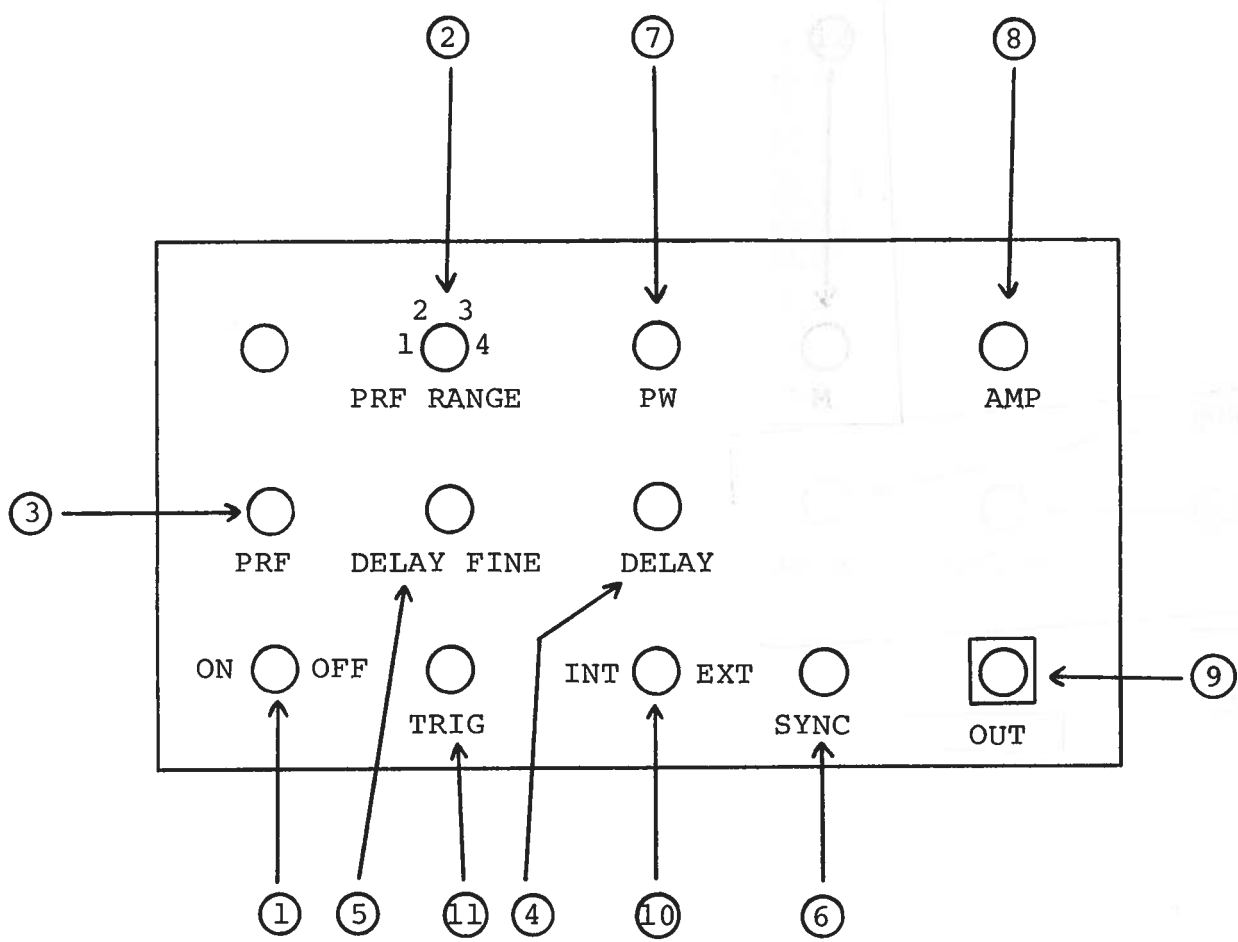 2 7 8
2 3
1 4
PRF RANGE PW AMP
3
PRF DELAY FINE DELAY
ON OFF INT EXT
9
TRIG SYNC OUT
1 5 11 4 10 6